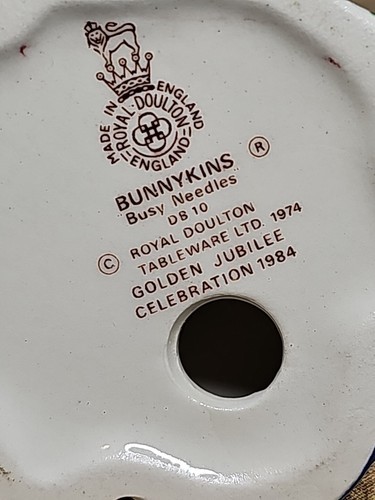 MADE IN ENGLAND
ROYAL·DOULTON
ENGLAND
BUNNYKINS ®
"Busy Needles"
DB 10
© ROYAL DOULTON
TABLEWARE LTD. 1974
GOLDEN JUBILEE
CELEBRATION 1984